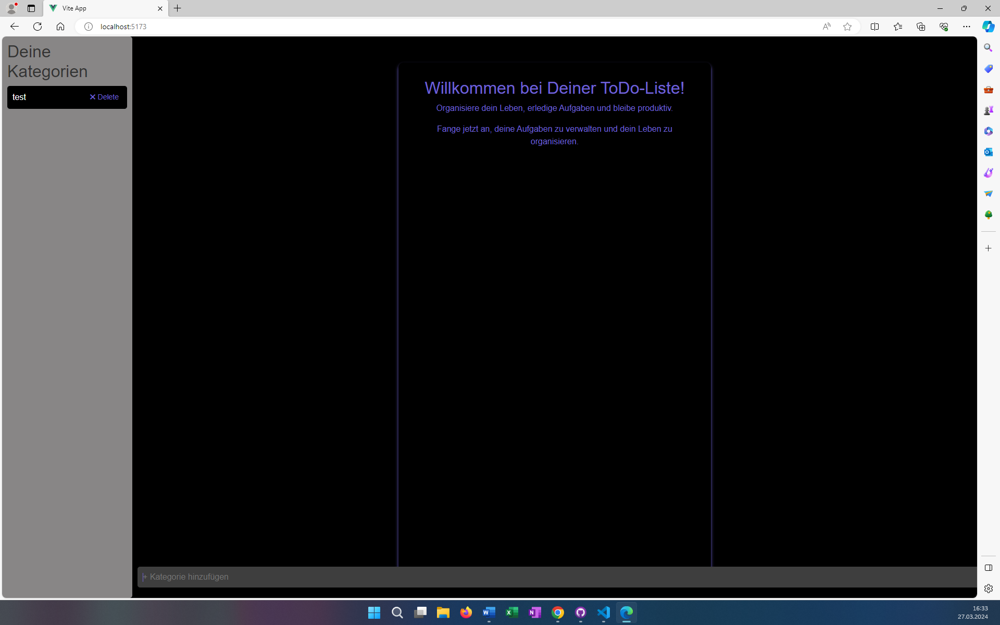 Vite App
localhost:5173
Deine
Kategorien
test
Delete
Willkommen bei Deiner ToDo-Liste!
Organisiere dein Leben, erledige Aufgaben und bleibe produktiv.
Fange jetzt an, deine Aufgaben zu verwalten und dein Leben zu
organisieren.
+ Kategorie hinzufügen
16:33
27.03.2024